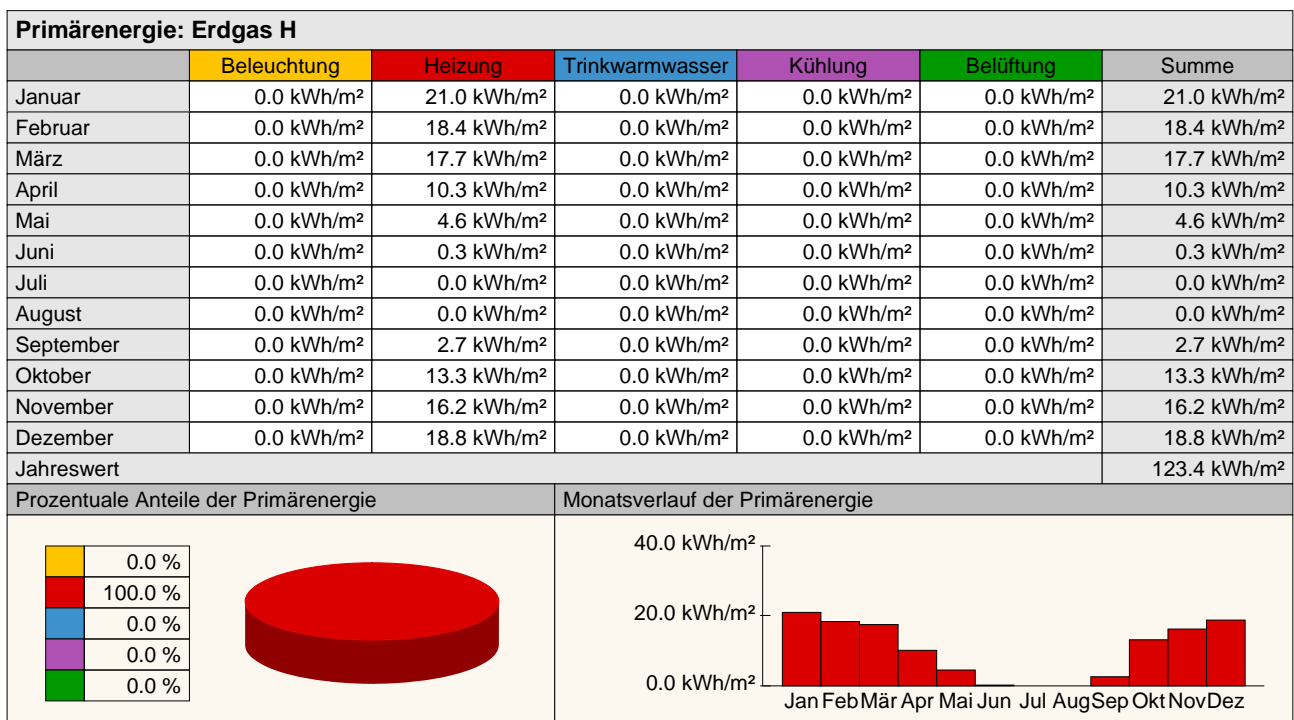 Primärenergie: Erdgas H
Beleuchtung Heizung Trinkwarmwasser Kühlung Belüftung Summe
Januar 0.0 kWh/m² 21.0 kWh/m² 0.0 kWh/m² 0.0 kWh/m² 0.0 kWh/m² 21.0 kWh/m²
Februar 0.0 kWh/m² 18.4 kWh/m² 0.0 kWh/m² 0.0 kWh/m² 0.0 kWh/m² 18.4 kWh/m²
März 0.0 kWh/m² 17.7 kWh/m² 0.0 kWh/m² 0.0 kWh/m² 0.0 kWh/m² 17.7 kWh/m²
April 0.0 kWh/m² 10.3 kWh/m² 0.0 kWh/m² 0.0 kWh/m² 0.0 kWh/m² 10.3 kWh/m²
Mai 0.0 kWh/m² 4.6 kWh/m² 0.0 kWh/m² 0.0 kWh/m² 0.0 kWh/m² 4.6 kWh/m²
Juni 0.0 kWh/m² 0.3 kWh/m² 0.0 kWh/m² 0.0 kWh/m² 0.0 kWh/m² 0.3 kWh/m²
Juli 0.0 kWh/m² 0.0 kWh/m² 0.0 kWh/m² 0.0 kWh/m² 0.0 kWh/m² 0.0 kWh/m²
August 0.0 kWh/m² 0.0 kWh/m² 0.0 kWh/m² 0.0 kWh/m² 0.0 kWh/m² 0.0 kWh/m²
September 0.0 kWh/m² 2.7 kWh/m² 0.0 kWh/m² 0.0 kWh/m² 0.0 kWh/m² 2.7 kWh/m²
Oktober 0.0 kWh/m² 13.3 kWh/m² 0.0 kWh/m² 0.0 kWh/m² 0.0 kWh/m² 13.3 kWh/m²
November 0.0 kWh/m² 16.2 kWh/m² 0.0 kWh/m² 0.0 kWh/m² 0.0 kWh/m² 16.2 kWh/m²
Dezember 0.0 kWh/m² 18.8 kWh/m² 0.0 kWh/m² 0.0 kWh/m² 0.0 kWh/m² 18.8 kWh/m²
Jahreswert 123.4 kWh/m²
Prozentuale Anteile der Primärenergie
0.0 %
100.0 %
0.0 %
0.0 %
0.0 %
Monatsverlauf der Primärenergie
40.0 kWh/m²
20.0 kWh/m²
0.0 kWh/m²
Jan Feb Mär Apr Mai Jun Jul Aug Sep Okt Nov Dez